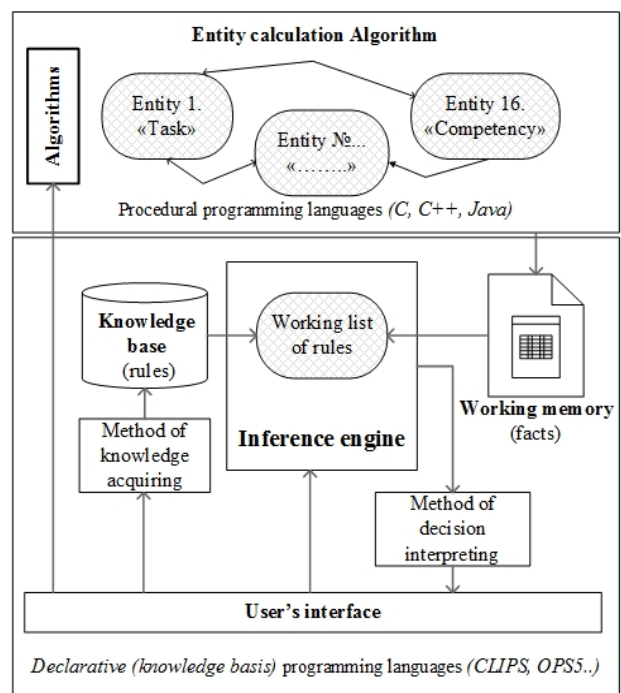 Entity calculation Algorithm
Algorithms
Entity 1.
«Task»
Entity 16.
«Competency»
Entity №...
«……..»
Procedural programming languages (C, C++, Java)
Knowledge
base
(rules)
Working list
of rules
Working memory
(facts)
Inference engine
Method of
knowledge
acquiring
Method of
decision
interpreting
User’s interface
Declarative (knowledge basis) programming languages (CLIPS, OPS5..)